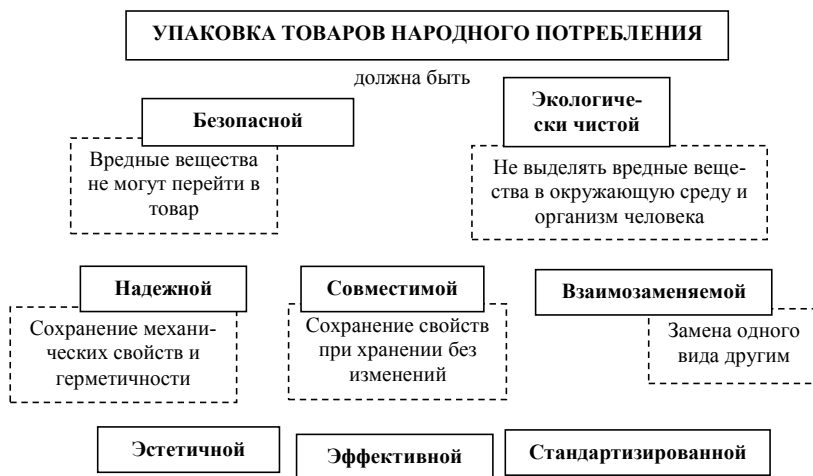 УПАКОВКА ТОВАРОВ НАРОДНОГО ПОТРЕБЛЕНИЯ
должна быть
Безопасной
Вредные вещества
не могут перейти в
товар
Экологиче-
ски чистой
Не выделять вредные веще-
ства в окружающую среду и
организм человека
Надежной
Сохранение механи-
ческих свойств и
герметичности
Совместимой
Сохранение свойств
при хранении без
изменений
Взаимозаменяемой
Замена одного
вида другим
Эстетичной
Эффективной
Стандартизированной